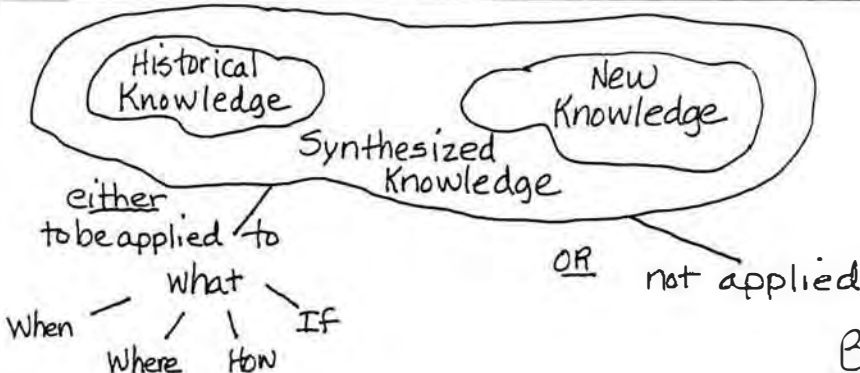 Historical
Knowledge
New
Knowledge
Synthesized
Knowledge
either
to be applied to
what
When
Where
How
If
OR
not applied
B